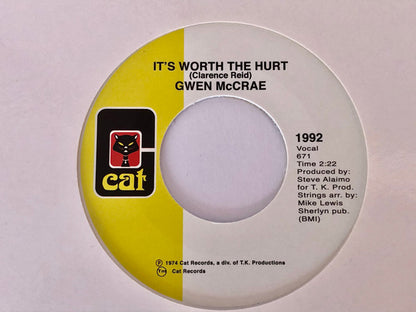 IT'S WORTH THE HURT
(Clarence Reid)
GWEN McCRAE
cat
1992
Vocal
671
Time 2:22
Produced by:
Steve Alaimo
for T. K. Prod.
Strings arr. by:
Mike Lewis
Sherlyn pub.
(BMI)
℗ 1974 Cat Records, a div. of T.K. Productions
Cat Records